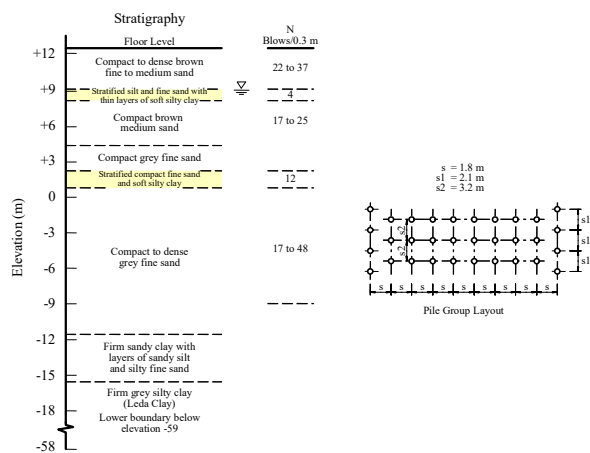 Stratigraphy
N
Blows/0.3 m
Floor Level
+12
Compact to dense brown
fine to medium sand
22 to 37
+9
Stratified silt and fine sand with
thin layers of soft silty clay
4
+6
Compact brown
medium sand
17 to 25
+3
Compact grey fine sand
Stratified compact fine sand
and soft silty clay
12
0
-3
Compact to dense
grey fine sand
17 to 48
-6
-9
-12
Firm sandy clay with
layers of sandy silt
and silty fine sand
-15
Firm grey silty clay
(Leda Clay)
-18
Lower boundary below
elevation -59
-58
Elevation (m)
s = 1.8 m
s1 = 2.1 m
s2 = 3.2 m
s2
s2
s1
s1
s1
s s s s s s s s s
Pile Group Layout